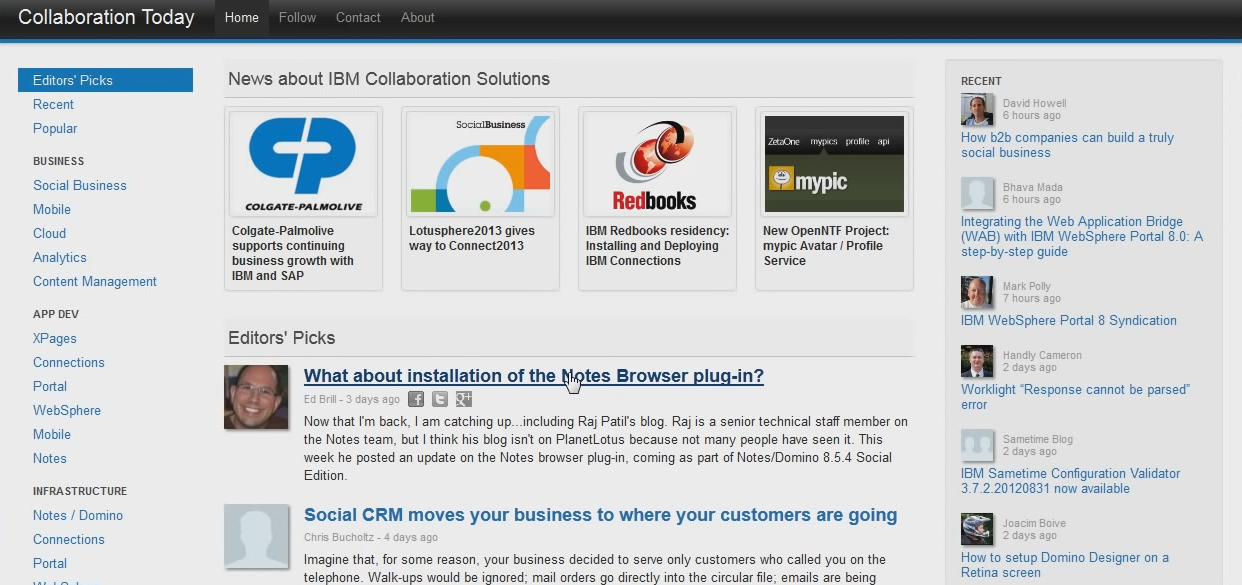 Collaboration Today
Home
Follow
Contact
About
Editors' Picks
Recent
Popular
BUSINESS
Social Business
Mobile
Cloud
Analytics
Content Management
APP DEV
XPages
Connections
Portal
WebSphere
Mobile
Notes
INFRASTRUCTURE
Notes / Domino
Connections
Portal
News about IBM Collaboration Solutions
COLGATE-PALMOLIVE
Colgate-Palmolive
supports continuing
business growth with
IBM and SAP
SocialBusiness
Lotusphere2013 gives
way to Connect2013
Redbooks
IBM Redbooks residency:
Installing and Deploying
IBM Connections
ZetaOne mypics profile api
mypic
New OpenNTF Project:
mypic Avatar / Profile
Service
Editors' Picks
What about installation of the Notes Browser plug-in?
Ed Brill - 3 days ago
Now that I'm back, I am catching up...including Raj Patil's blog. Raj is a senior technical staff member
on the Notes team, but I think his blog isn't on PlanetLotus because not many people have seen it. This
week he posted an update on the Notes browser plug-in, coming as part of Notes/Domino 8.5.4 Social
Edition.
Social CRM moves your business to where your customers are going
Chris Bucholtz - 4 days ago
Imagine that, for some reason, your business decided to serve only customers who called you on the
telephone. Walk-ups would be ignored; mail orders go directly into the circular file; emails are being
RECENT
David Howell
6 hours ago
How b2b companies can build a truly
social business
Bhava Mada
6 hours ago
Integrating the Web Application Bridge
(WAB) with IBM WebSphere Portal 8.0: A
step-by-step guide
Mark Polly
7 hours ago
IBM WebSphere Portal 8 Syndication
Handly Cameron
2 days ago
Worklight “Response cannot be parsed”
error
Sametime Blog
2 days ago
IBM Sametime Configuration Validator
3.7.2.20120831 now available
Joacim Boive
2 days ago
How to setup Domino Designer on a
Retina screen